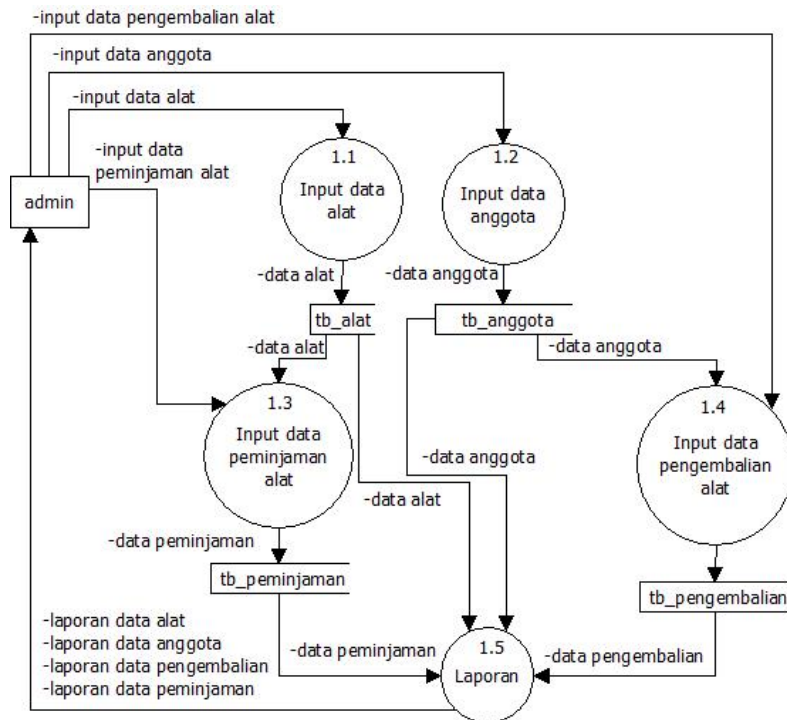 -input data pengembalian alat
-input data anggota
-input data alat
-input data
peminjaman alat
admin
1.1
Input data
alat
1.2
Input data
anggota
-data alat
-data anggota
tb_alat
tb_anggota
-data alat
-data anggota
1.3
Input data
peminjaman
alat
1.4
Input data
pengembalian
alat
-data anggota
-data alat
-data peminjaman
tb_peminjaman
tb_pengembalian
-laporan data alat
-laporan data anggota
-laporan data pengembalian
-laporan data peminjaman
-data peminjaman
1.5
Laporan
-data pengembalian